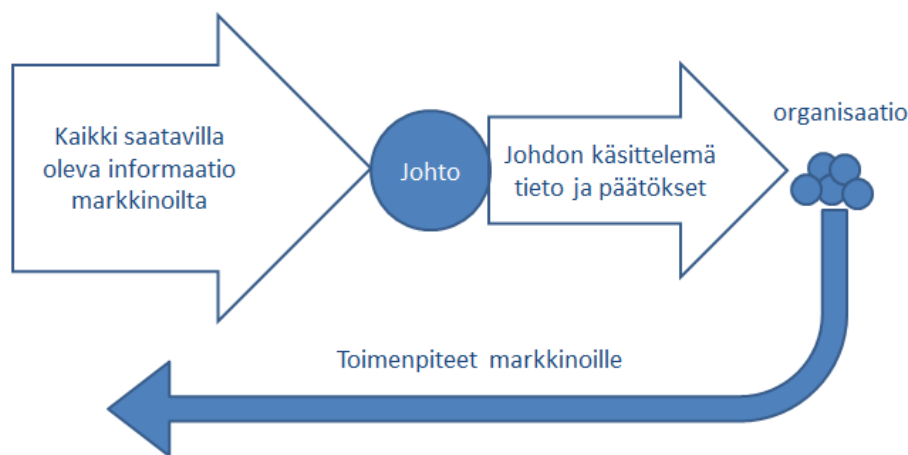 Kaikki saatavilla
oleva informaatio
markkinoilta
Johto
Johdon käsittelemä
tieto ja päätökset
organisaatio
Toimenpiteet markkinoille